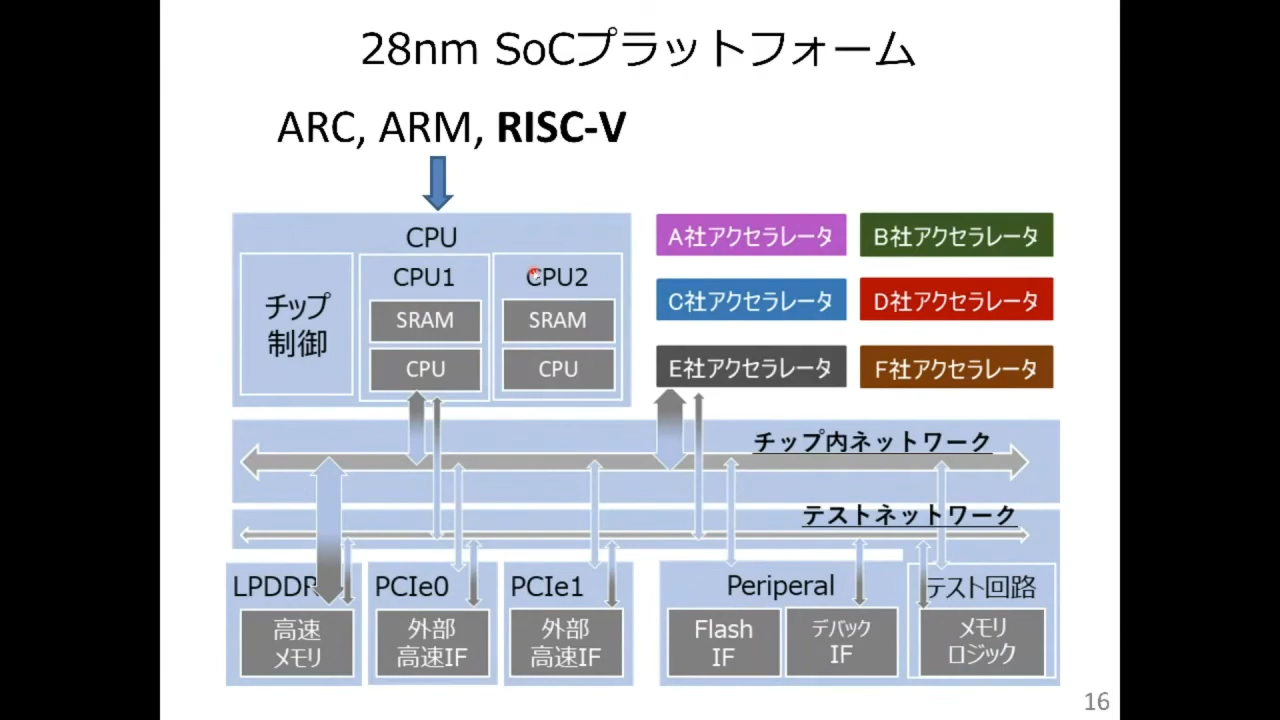 28nm SoCプラットフォーム
ARC, ARM, RISC-V
CPU
チップ
制御
CPU1
SRAM
CPU
CPU2
SRAM
CPU
A社アクセラレータ
B社アクセラレータ
C社アクセラレータ
D社アクセラレータ
E社アクセラレータ
F社アクセラレータ
チップ内ネットワーク
テストネットワーク
LPDDR
高速
メモリ
PCIe0
外部
高速IF
PCIe1
外部
高速IF
Periperal
Flash
IF
デバック
IF
テスト回路
メモリ
ロジック
16